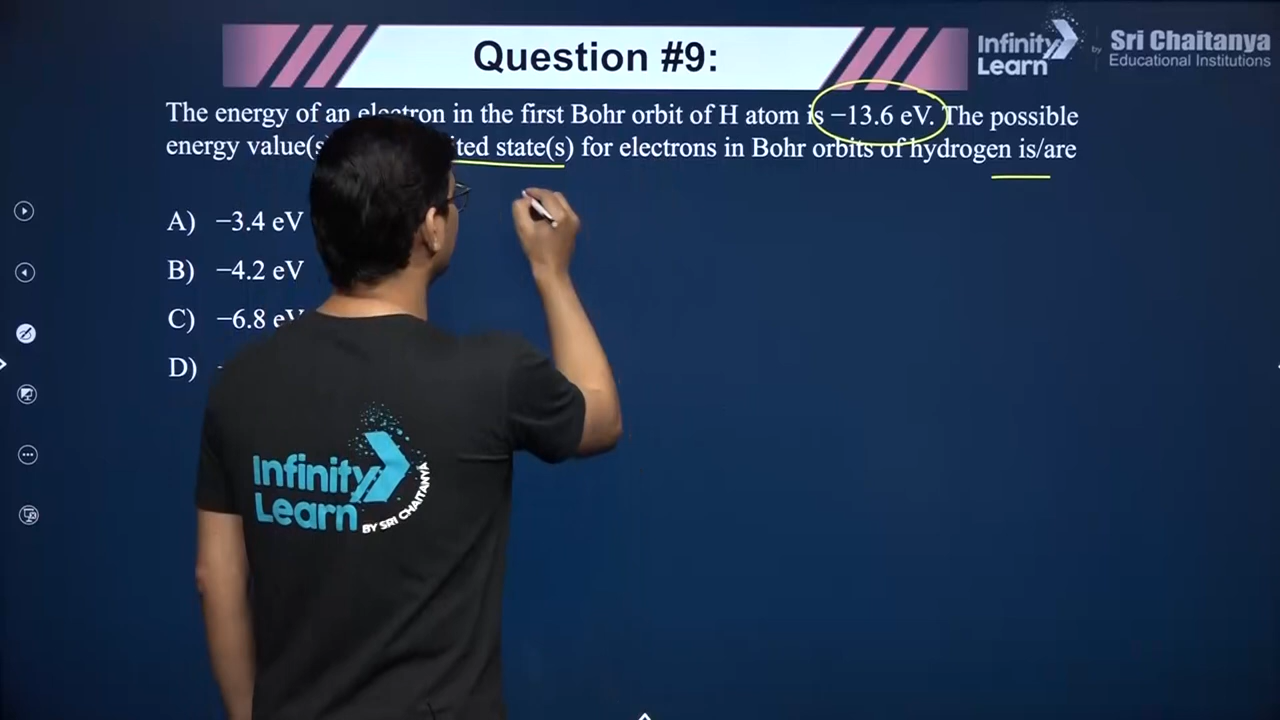 Question #9:
Infinity Learn
by
Sri Chaitanya
Educational Institutions
The energy of an electron in the first Bohr orbit of H atom is −13.6 eV. The possible
energy value(s ited state(s) for electrons in Bohr orbits of hydrogen is/are
A) −3.4 eV
B) −4.2 eV
C) −6.8 eV
D)
Infinity
Learn
BY SRI CHAITANYA